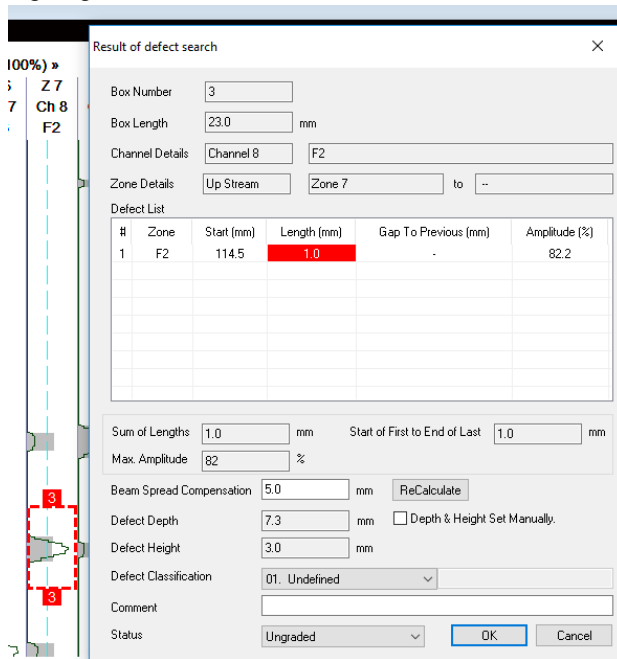 Result of defect search
100%) »
Z 7
7 Ch 8
F2
Box Number 3
Box Length 23.0 mm
Channel Details Channel 8 F2
Zone Details Up Stream Zone 7 to --
Defect List
# Zone Start (mm) Length (mm) Gap To Previous (mm) Amplitude (%)
1 F2 114.5 1.0 - 82.2
Sum of Lengths 1.0 mm Start of First to End of Last 1.0 mm
Max. Amplitude 82 %
Beam Spread Compensation 5.0 mm ReCalculate
Defect Depth 7.3 mm Depth & Height Set Manually.
Defect Height 3.0 mm
Defect Classification 01. Undefined
Comment
Status Ungraded OK Cancel
3
3